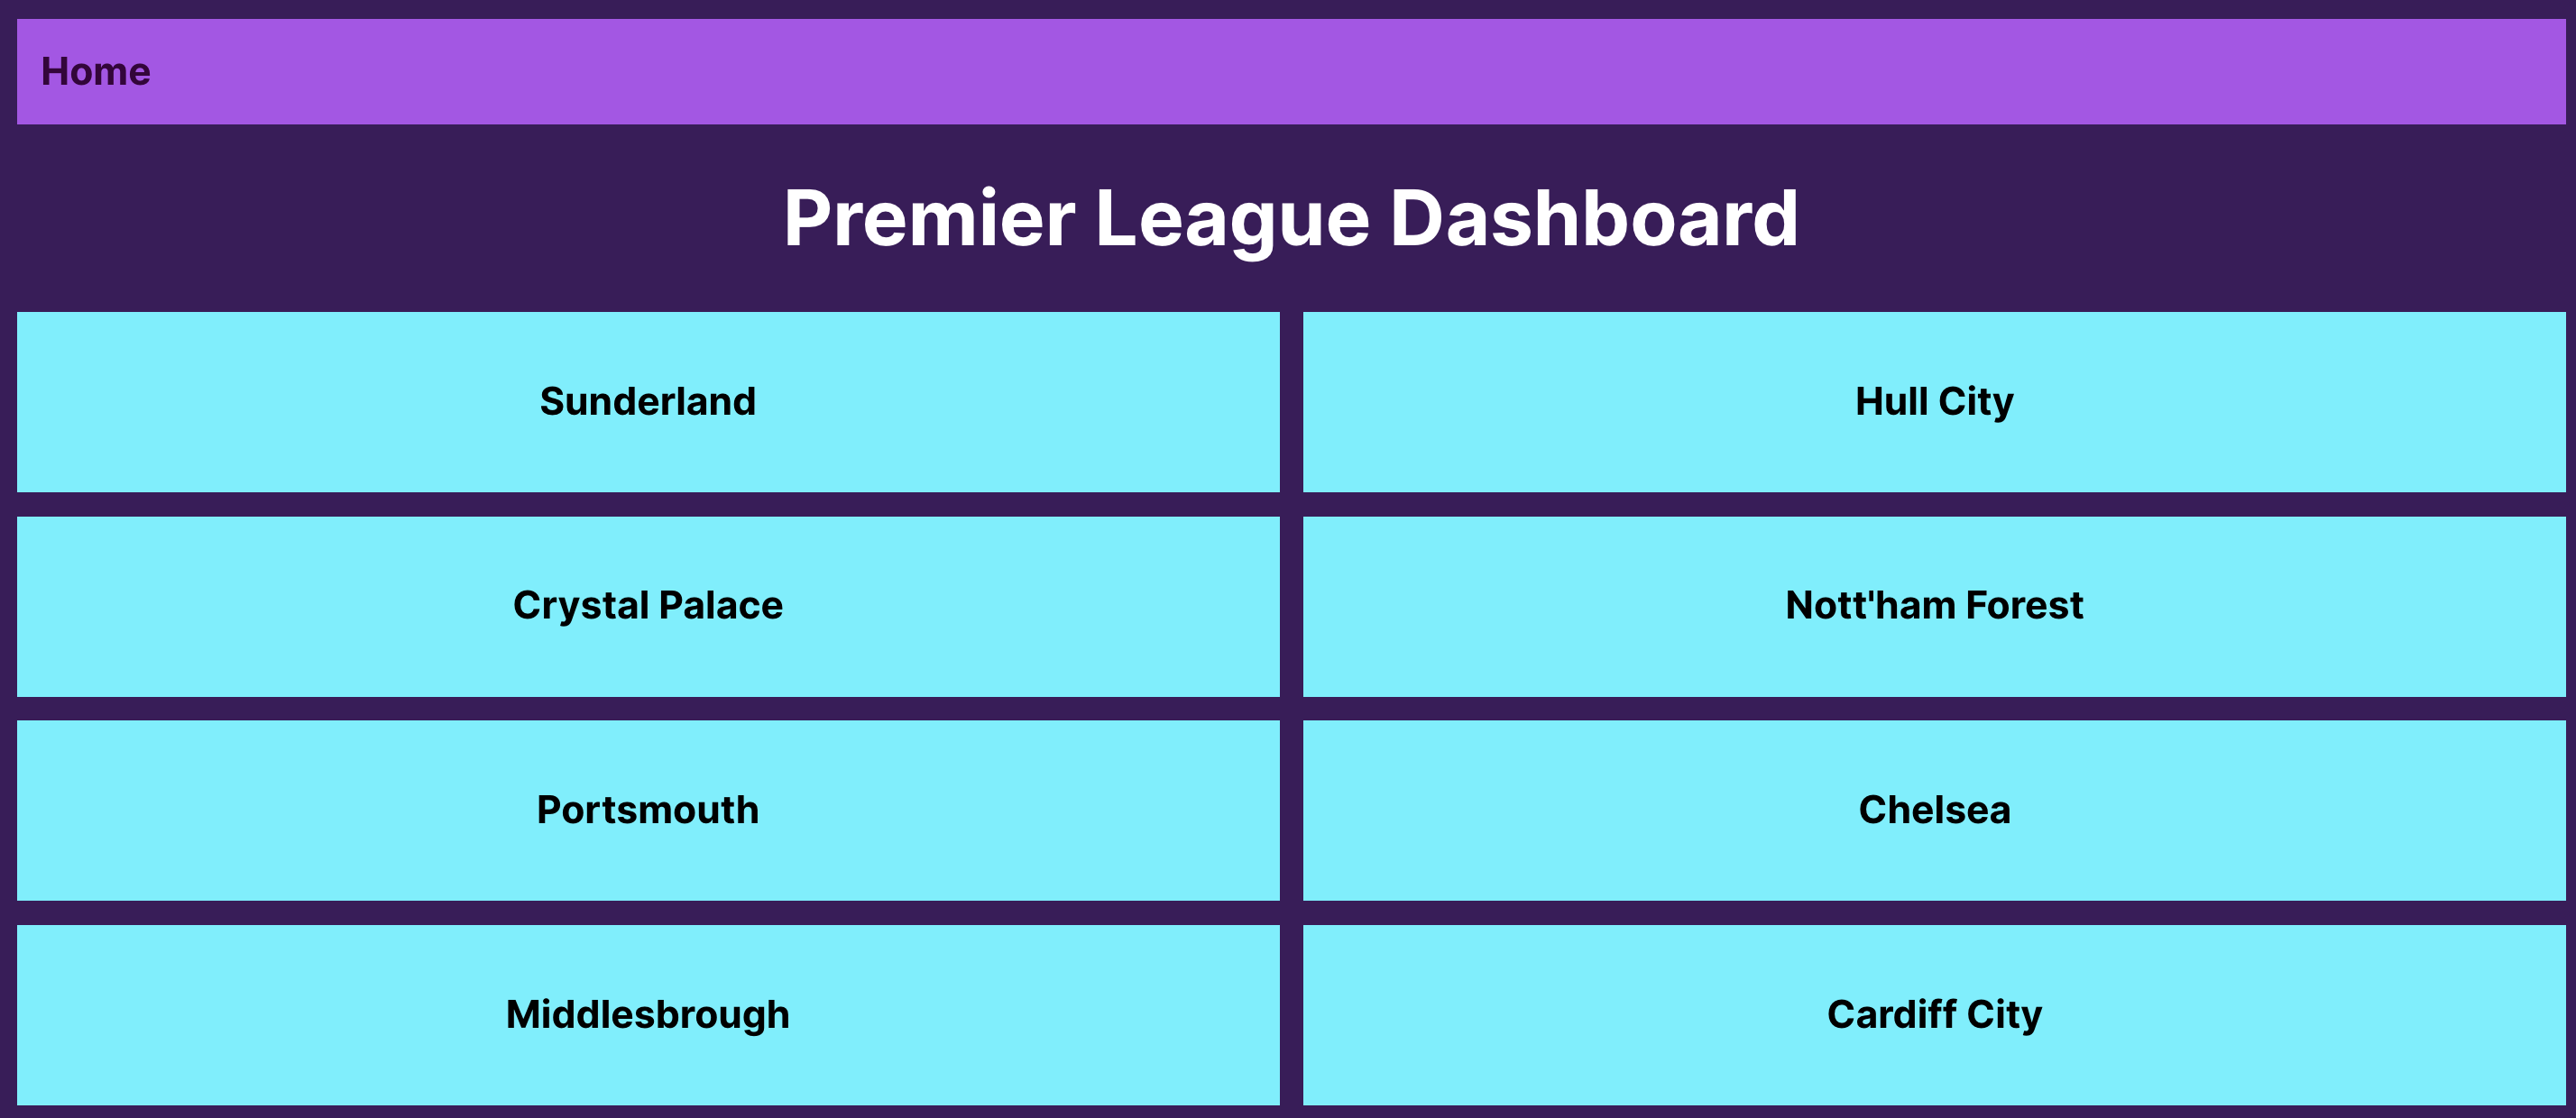 Home
Premier League Dashboard
Sunderland
Hull City
Crystal Palace
Nott'ham Forest
Portsmouth
Chelsea
Middlesbrough
Cardiff City